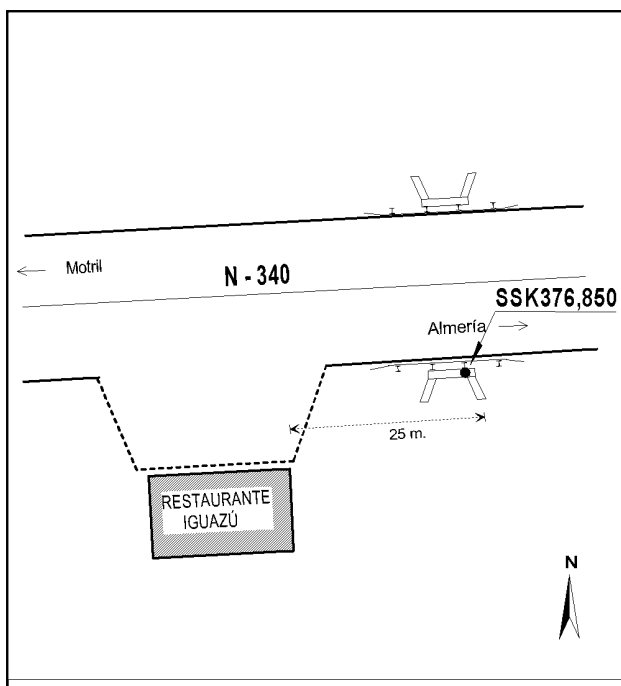 Motril
N - 340
SSK376,850
Almería
25 m.
RESTAURANTE
IGUAZÚ
N